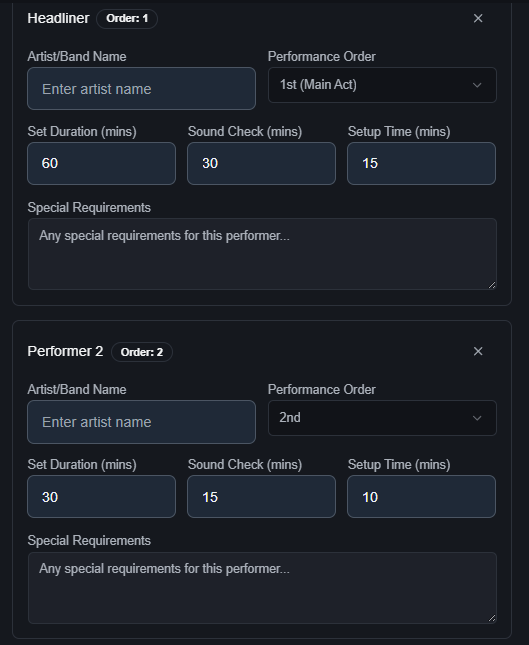 Headliner Order: 1
Artist/Band Name Performance Order
Enter artist name 1st (Main Act)
Set Duration (mins) Sound Check (mins) Setup Time (mins)
60 30 15
Special Requirements
Any special requirements for this performer...
Performer 2 Order: 2
Artist/Band Name Performance Order
Enter artist name 2nd
Set Duration (mins) Sound Check (mins) Setup Time (mins)
30 15 10
Special Requirements
Any special requirements for this performer...